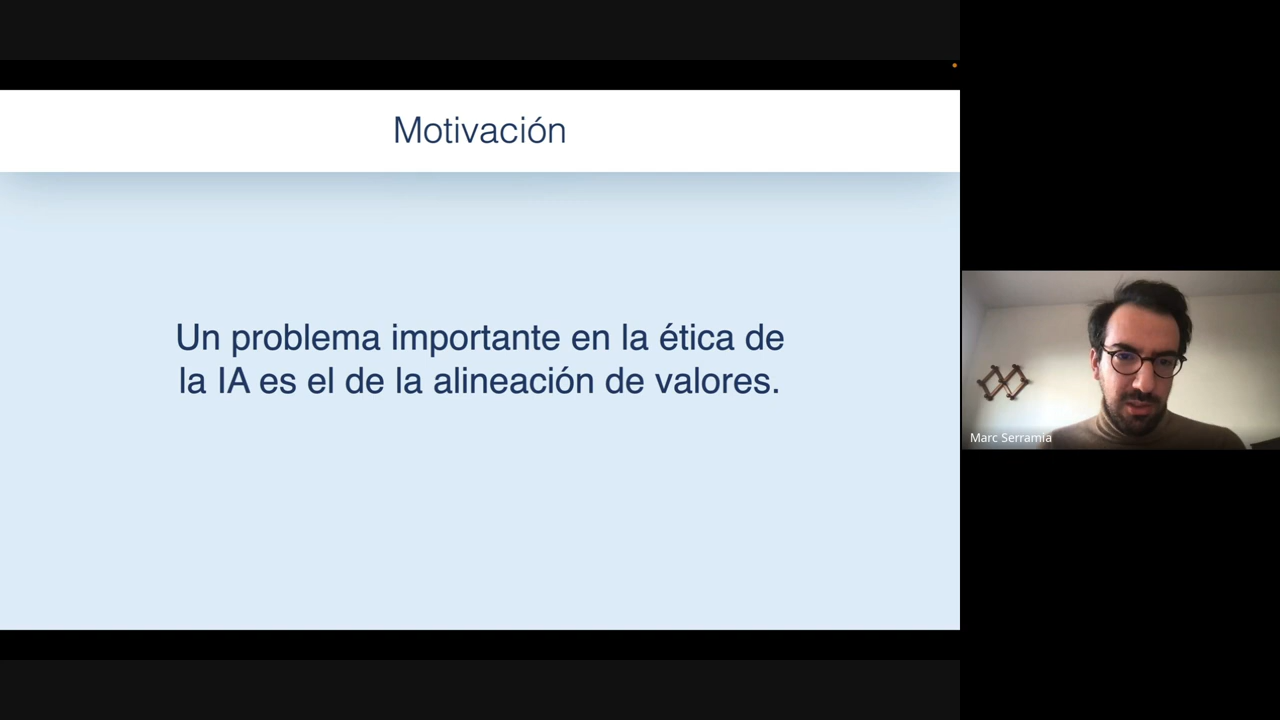 Motivación
Un problema importante en la ética de
la IA es el de la alineación de valores.
Marc Serramia